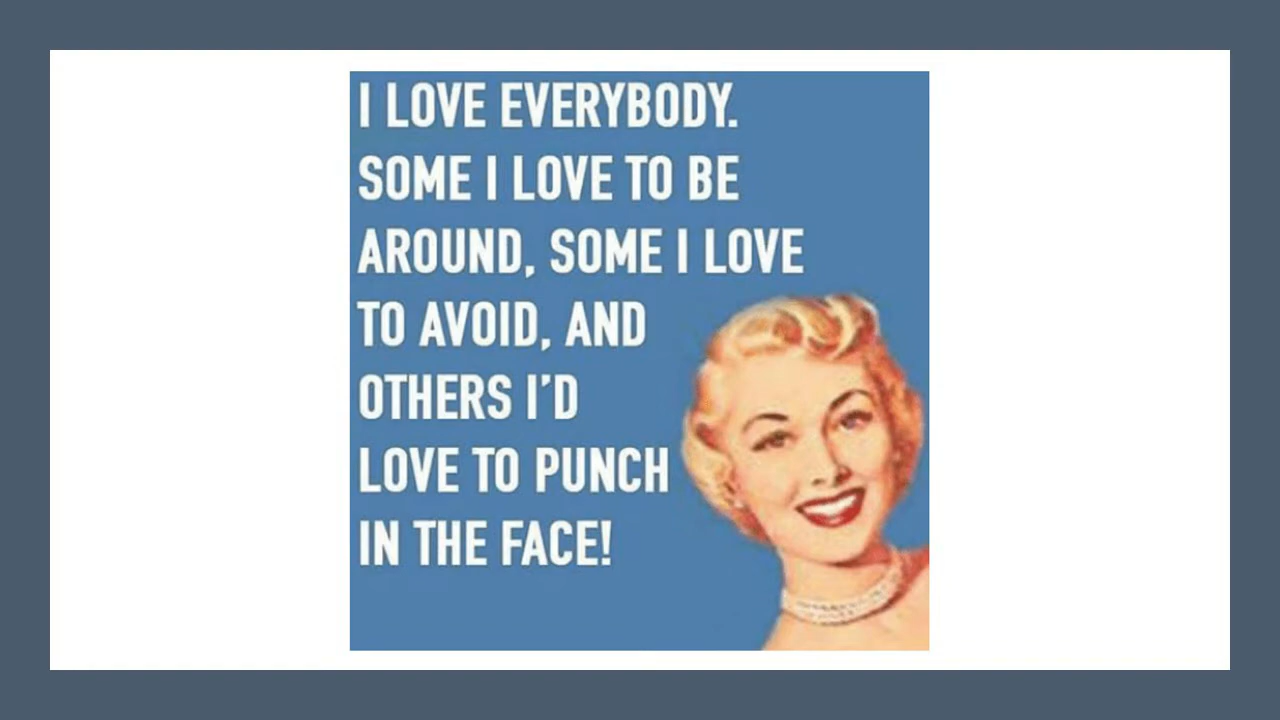 I LOVE EVERYBODY.
SOME I LOVE TO BE
AROUND, SOME I LOVE
TO AVOID, AND
OTHERS I'D
LOVE TO PUNCH
IN THE FACE!